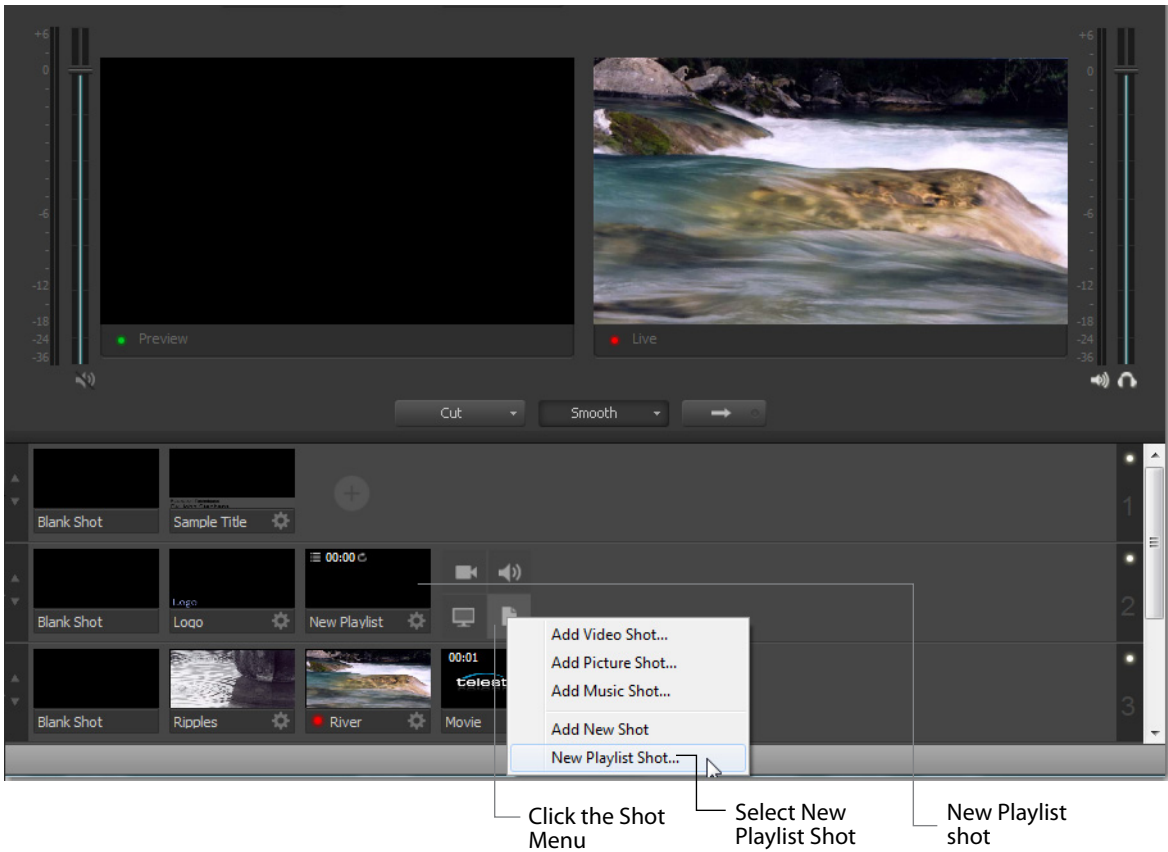 +6
-
0
-
-
-
-6
-
-12
-
-18
-24
-36
Preview
Live
+6
-
0
-
-
-
-6
-
-12
-
-18
-24
-36
Cut
Smooth
Blank Shot
Sample Title
1
00:00
Logo
Blank Shot
Logo
New Playlist
2
00:01
Blank Shot
Ripples
River
Movie
3
Add Video Shot...
Add Picture Shot...
Add Music Shot...
Add New Shot
New Playlist Shot...
Click the Shot
Menu
Select New
Playlist Shot
New Playlist
shot